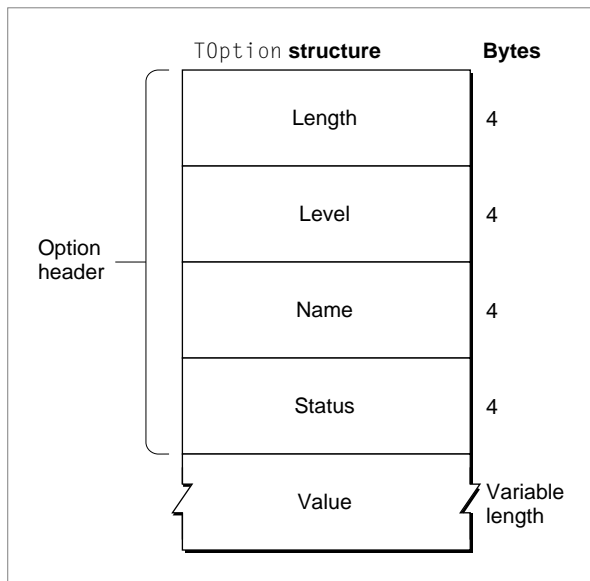 TOption structure Bytes
Length 4
Level 4
Option
header
Name 4
Status 4
Value Variable
length